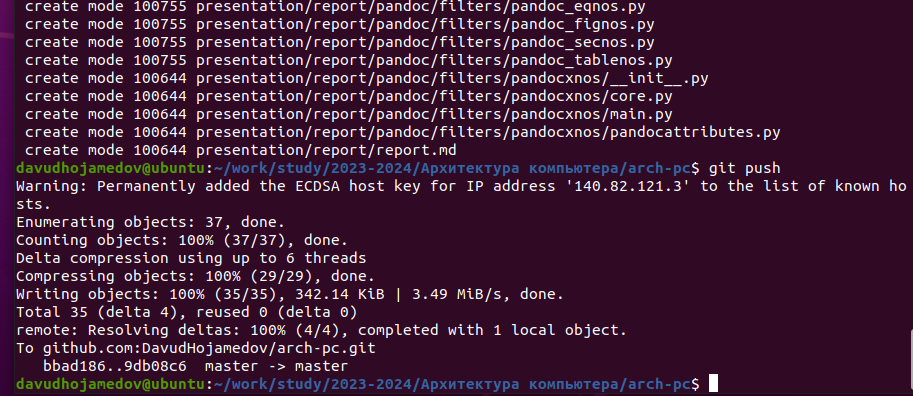 create mode 100755 presentation/report/pandoc/filters/pandoc_eqnos.py
create mode 100755 presentation/report/pandoc/filters/pandoc_fignos.py
create mode 100755 presentation/report/pandoc/filters/pandoc_secnos.py
create mode 100755 presentation/report/pandoc/filters/pandoc_tablenos.py
create mode 100644 presentation/report/pandoc/filters/pandocxnos/__init__.py
create mode 100644 presentation/report/pandoc/filters/pandocxnos/core.py
create mode 100644 presentation/report/pandoc/filters/pandocxnos/main.py
create mode 100644 presentation/report/pandoc/filters/pandocxnos/pandocattributes.py
create mode 100644 presentation/report/report.md
davudhojamedov@ubuntu:~/work/study/2023-2024/Архитектура компьютера/arch-pc$ git push
Warning: Permanently added the ECDSA host key for IP address '140.82.121.3' to the list of known ho
sts.
Enumerating objects: 37, done.
Counting objects: 100% (37/37), done.
Delta compression using up to 6 threads
Compressing objects: 100% (29/29), done.
Writing objects: 100% (35/35), 342.14 KiB | 3.49 MiB/s, done.
Total 35 (delta 4), reused 0 (delta 0)
remote: Resolving deltas: 100% (4/4), completed with 1 local object.
To github.com:DavudHojamedov/arch-pc.git
bbad186..9db08c6  master -> master
davudhojamedov@ubuntu:~/work/study/2023-2024/Архитектура компьютера/arch-pc$